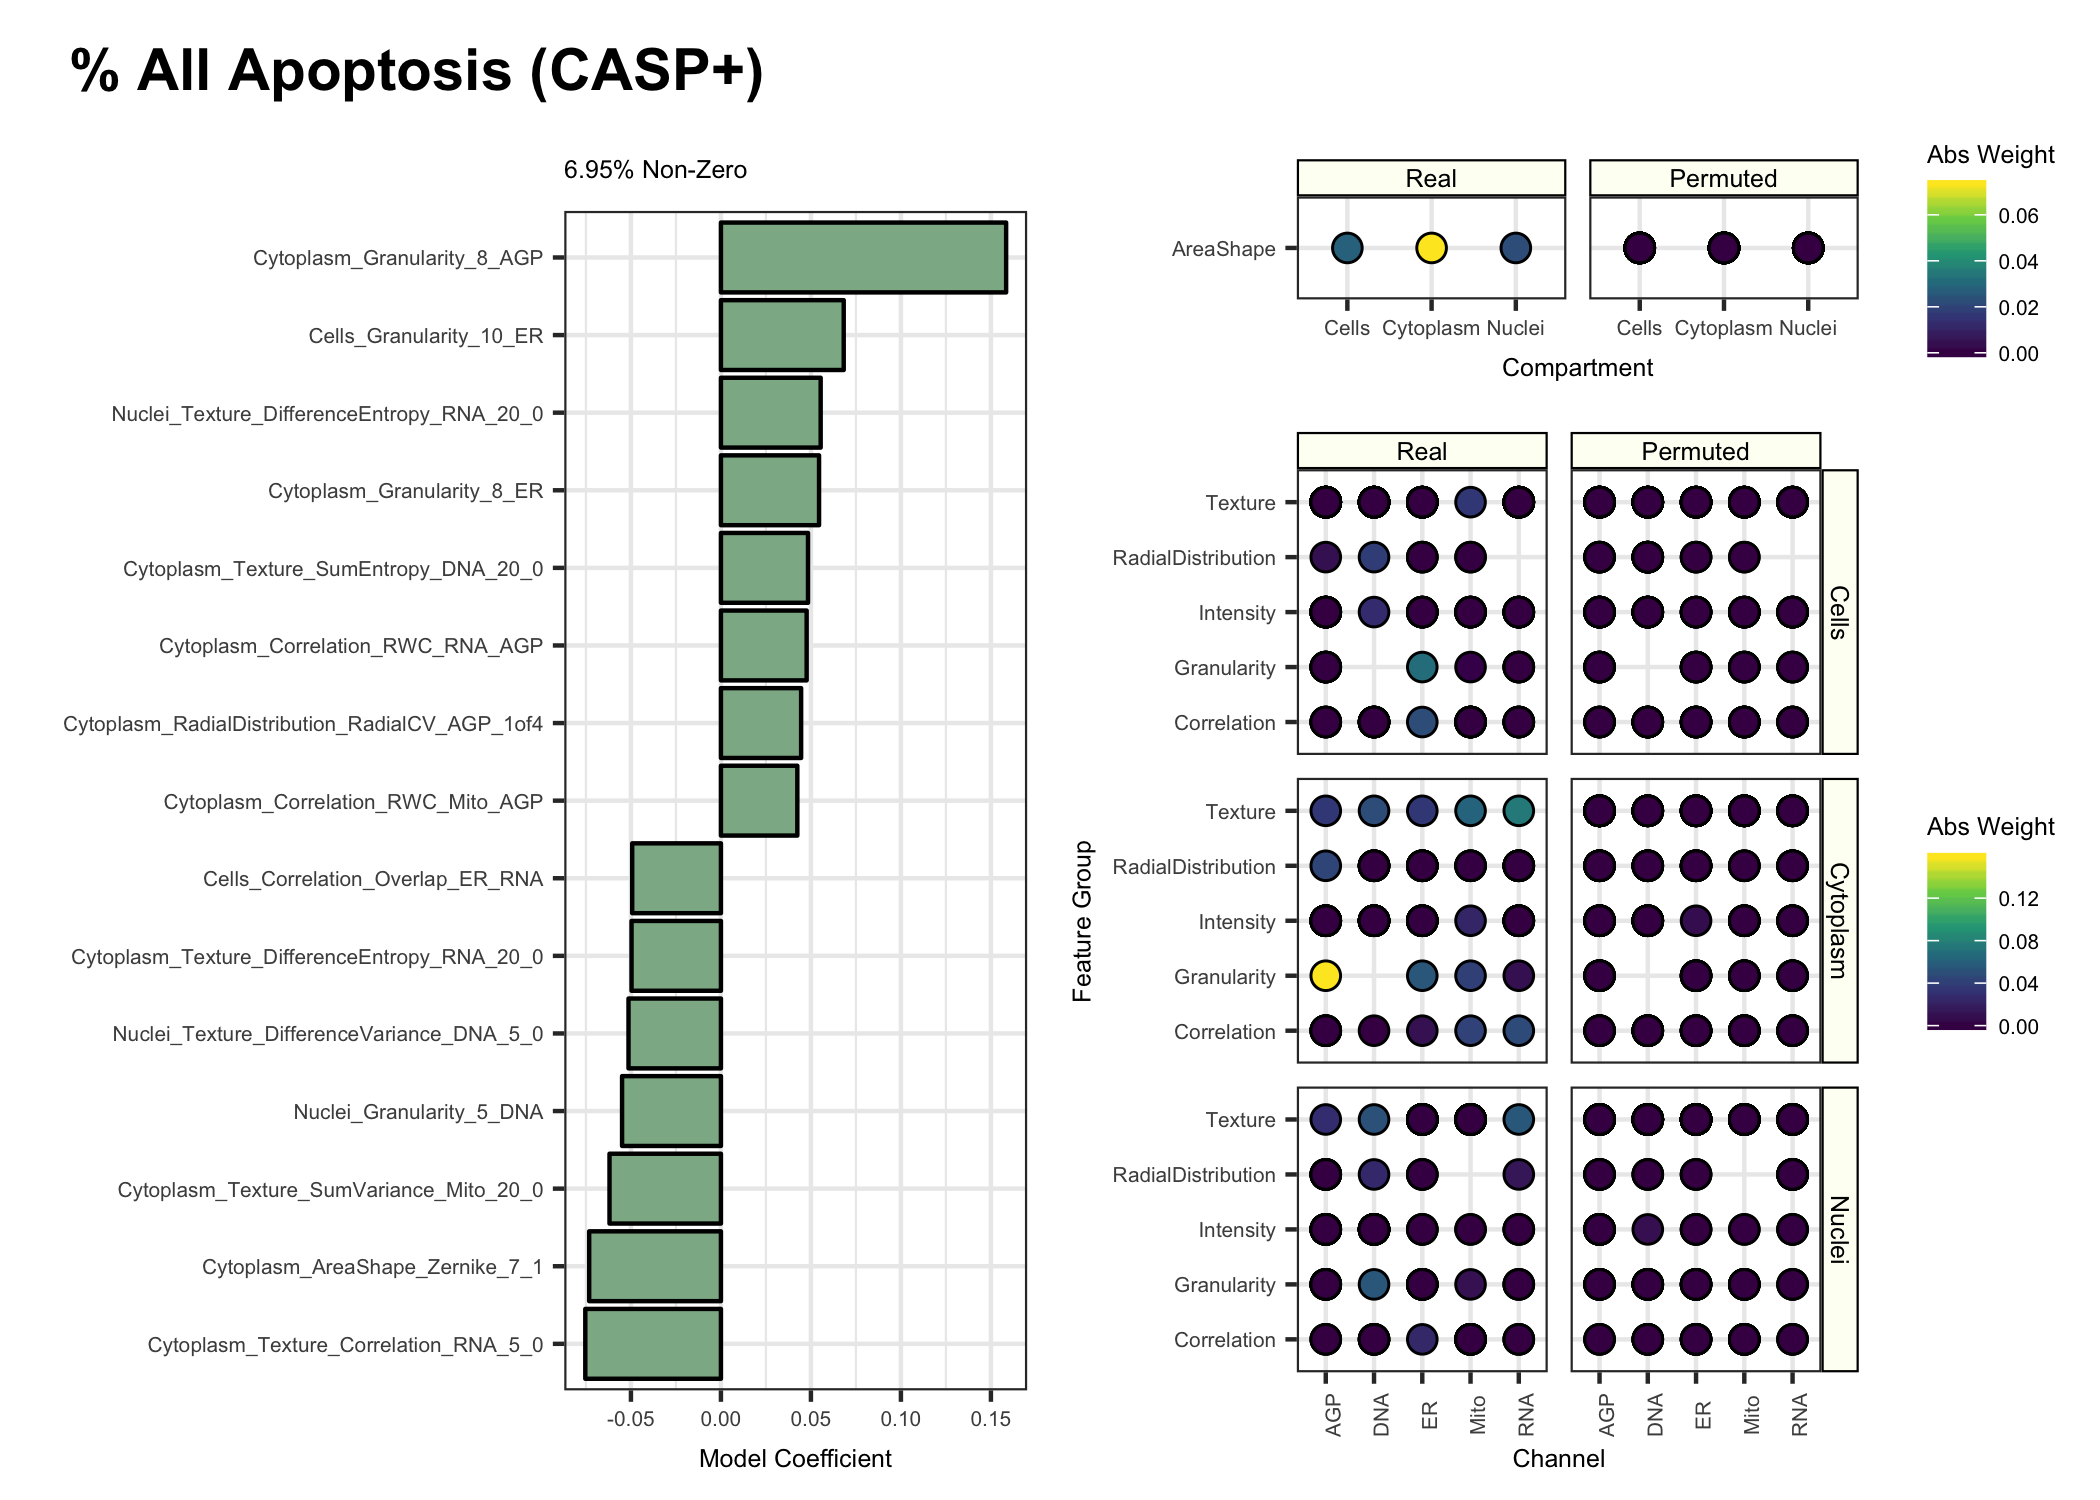 % All Apoptosis (CASP+)
6.95% Non-Zero
Cytoplasm_Granularity_8_AGP
Cells_Granularity_10_ER
Nuclei_Texture_DifferenceEntropy_RNA_20_0
Cytoplasm_Granularity_8_ER
Cytoplasm_Texture_SumEntropy_DNA_20_0
Cytoplasm_Correlation_RWC_RNA_AGP
Cytoplasm_RadialDistribution_RadialCV_AGP_1of4
Cytoplasm_Correlation_RWC_Mito_AGP
Cells_Correlation_Overlap_ER_RNA
Cytoplasm_Texture_DifferenceEntropy_RNA_20_0
Nuclei_Texture_DifferenceVariance_DNA_5_0
Nuclei_Granularity_5_DNA
Cytoplasm_Texture_SumVariance_Mito_20_0
Cytoplasm_AreaShape_Zernike_7_1
Cytoplasm_Texture_Correlation_RNA_5_0
-0.05 0.00 0.05 0.10 0.15
Model Coefficient
Real Permuted
AreaShape
Cells Cytoplasm Nuclei Cells Cytoplasm Nuclei
Compartment
Abs Weight
0.06
0.04
0.02
0.00
Real Permuted
Feature Group
Texture
RadialDistribution
Intensity
Granularity
Correlation
Cells
Texture
RadialDistribution
Intensity
Granularity
Correlation
Cytoplasm
Texture
RadialDistribution
Intensity
Granularity
Correlation
Nuclei
AGP DNA ER Mito RNA AGP DNA ER Mito RNA
Channel
Abs Weight
0.12
0.08
0.04
0.00